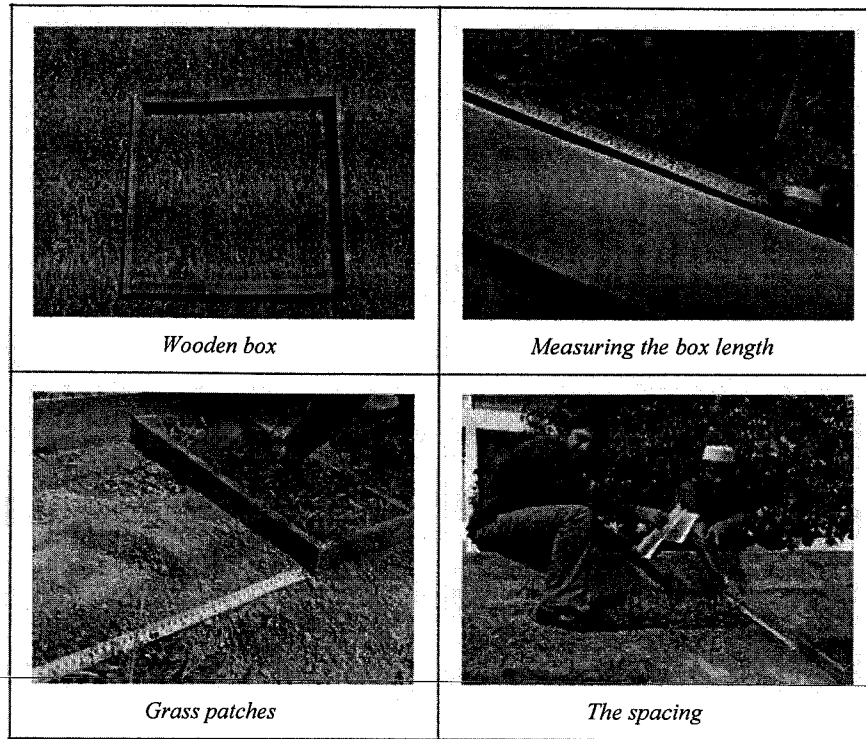 Wooden box
Measuring the box length
Grass patches
The spacing